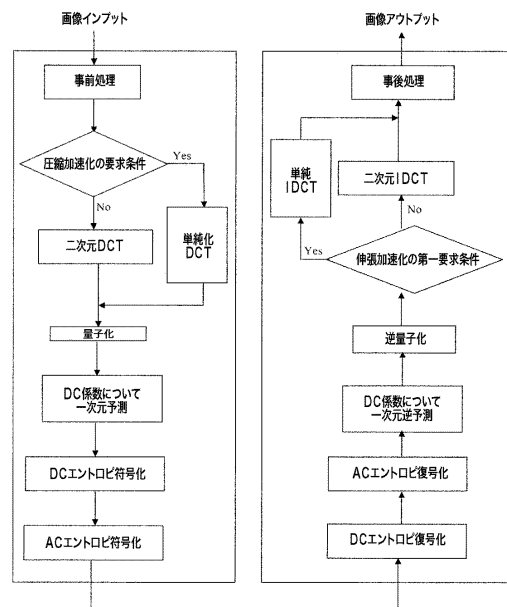 画像インプット
事前処理
圧縮加速化の要求条件
Yes
No
二次元DCT
単純化
DCT
量子化
DC係数について
一次元予測
DCエントロピ符号化
ACエントロピ符号化
画像アウトプット
事後処理
単純
IDCT
二次元IDCT
No
Yes
伸張加速化の第一要求条件
逆量子化
DC係数について
一次元逆予測
ACエントロピ復号化
DCエントロピ復号化